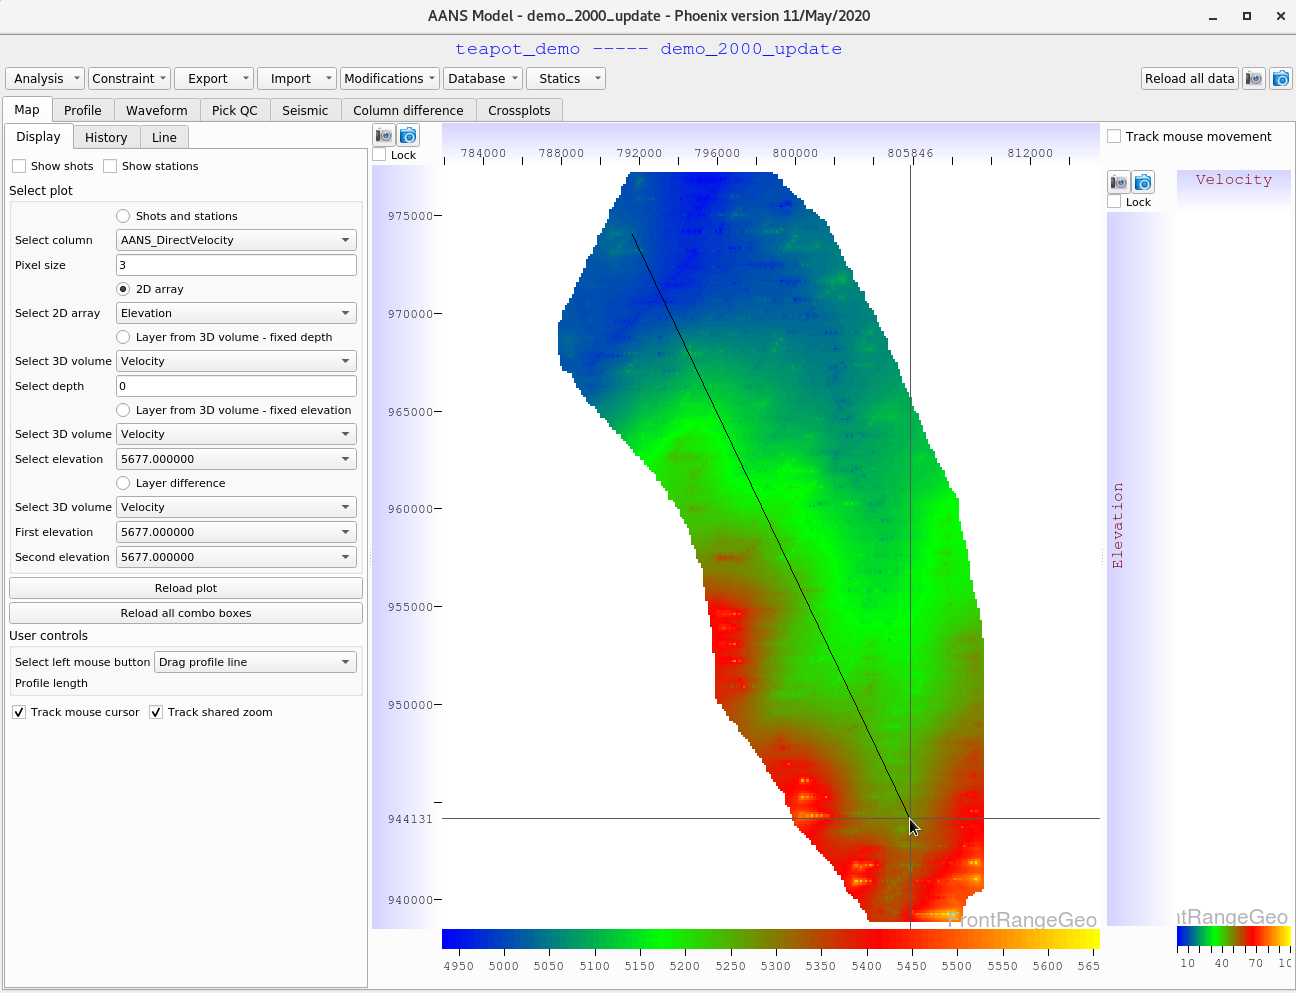 AANS Model - demo_2000_update - Phoenix version 11/May/2020
teapot_demo ----- demo_2000_update
Analysis Constraint Export Import Modifications Database Statics Reload all data
Map Profile Waveform Pick QC Seismic Column difference Crossplots
Display History Line
Lock
784000 788000 792000 796000 800000 805846 812000
Track mouse movement
Show shots Show stations
Select plot
Shots and stations
Select column AANS_DirectVelocity
Pixel size 3
2D array
Select 2D array Elevation
Layer from 3D volume - fixed depth
Select 3D volume Velocity
Select depth 0
Layer from 3D volume - fixed elevation
Select 3D volume Velocity
Select elevation 5677.000000
Layer difference
Select 3D volume Velocity
First elevation 5677.000000
Second elevation 5677.000000
Reload plot
Reload all combo boxes
User controls
Select left mouse button Drag profile line
Profile length
Track mouse cursor Track shared zoom
975000
970000
965000
960000
955000
950000
944131
940000
FrontRangeGeo
4950 5000 5050 5100 5150 5200 5250 5300 5350 5400 5450 5500 5550 5600 565
Velocity
Lock
Elevation
ntRangeGeo
10 40 70 10